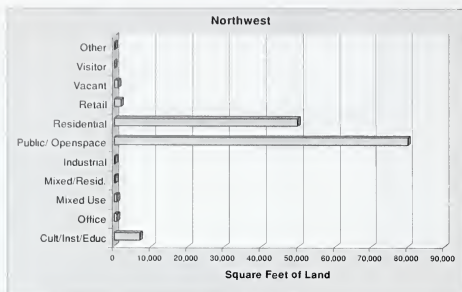 Northwest
Other
Visitor
Vacant
Retail
Residential
Public/ Openspace
Industrial
Mixed/Resid.
Mixed Use
Office
Cult/Inst/Educ
0 10,000 20,000 30,000 40,000 50,000 60,000 70,000 80,000 90,000
Square Feet of Land